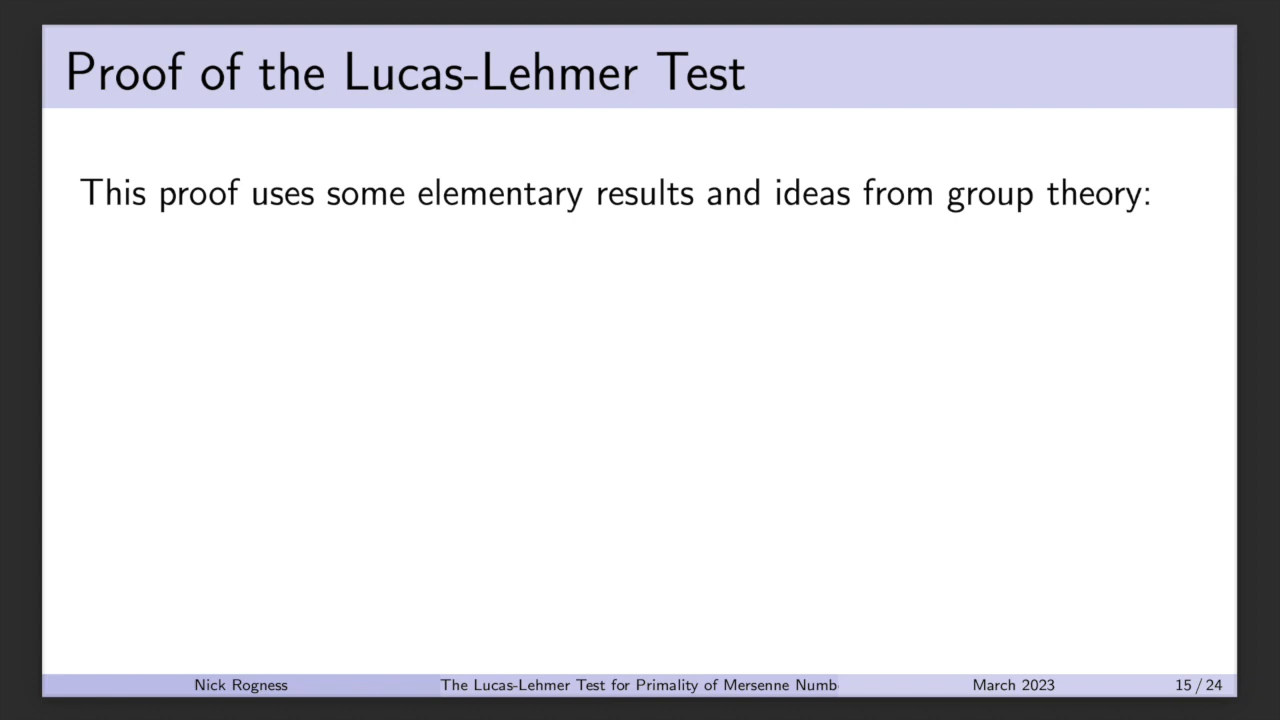 Proof of the Lucas-Lehmer Test
This proof uses some elementary results and ideas from group theory:
Nick Rogness
The Lucas-Lehmer Test for Primality of Mersenne Numb
March 2023
15 / 24